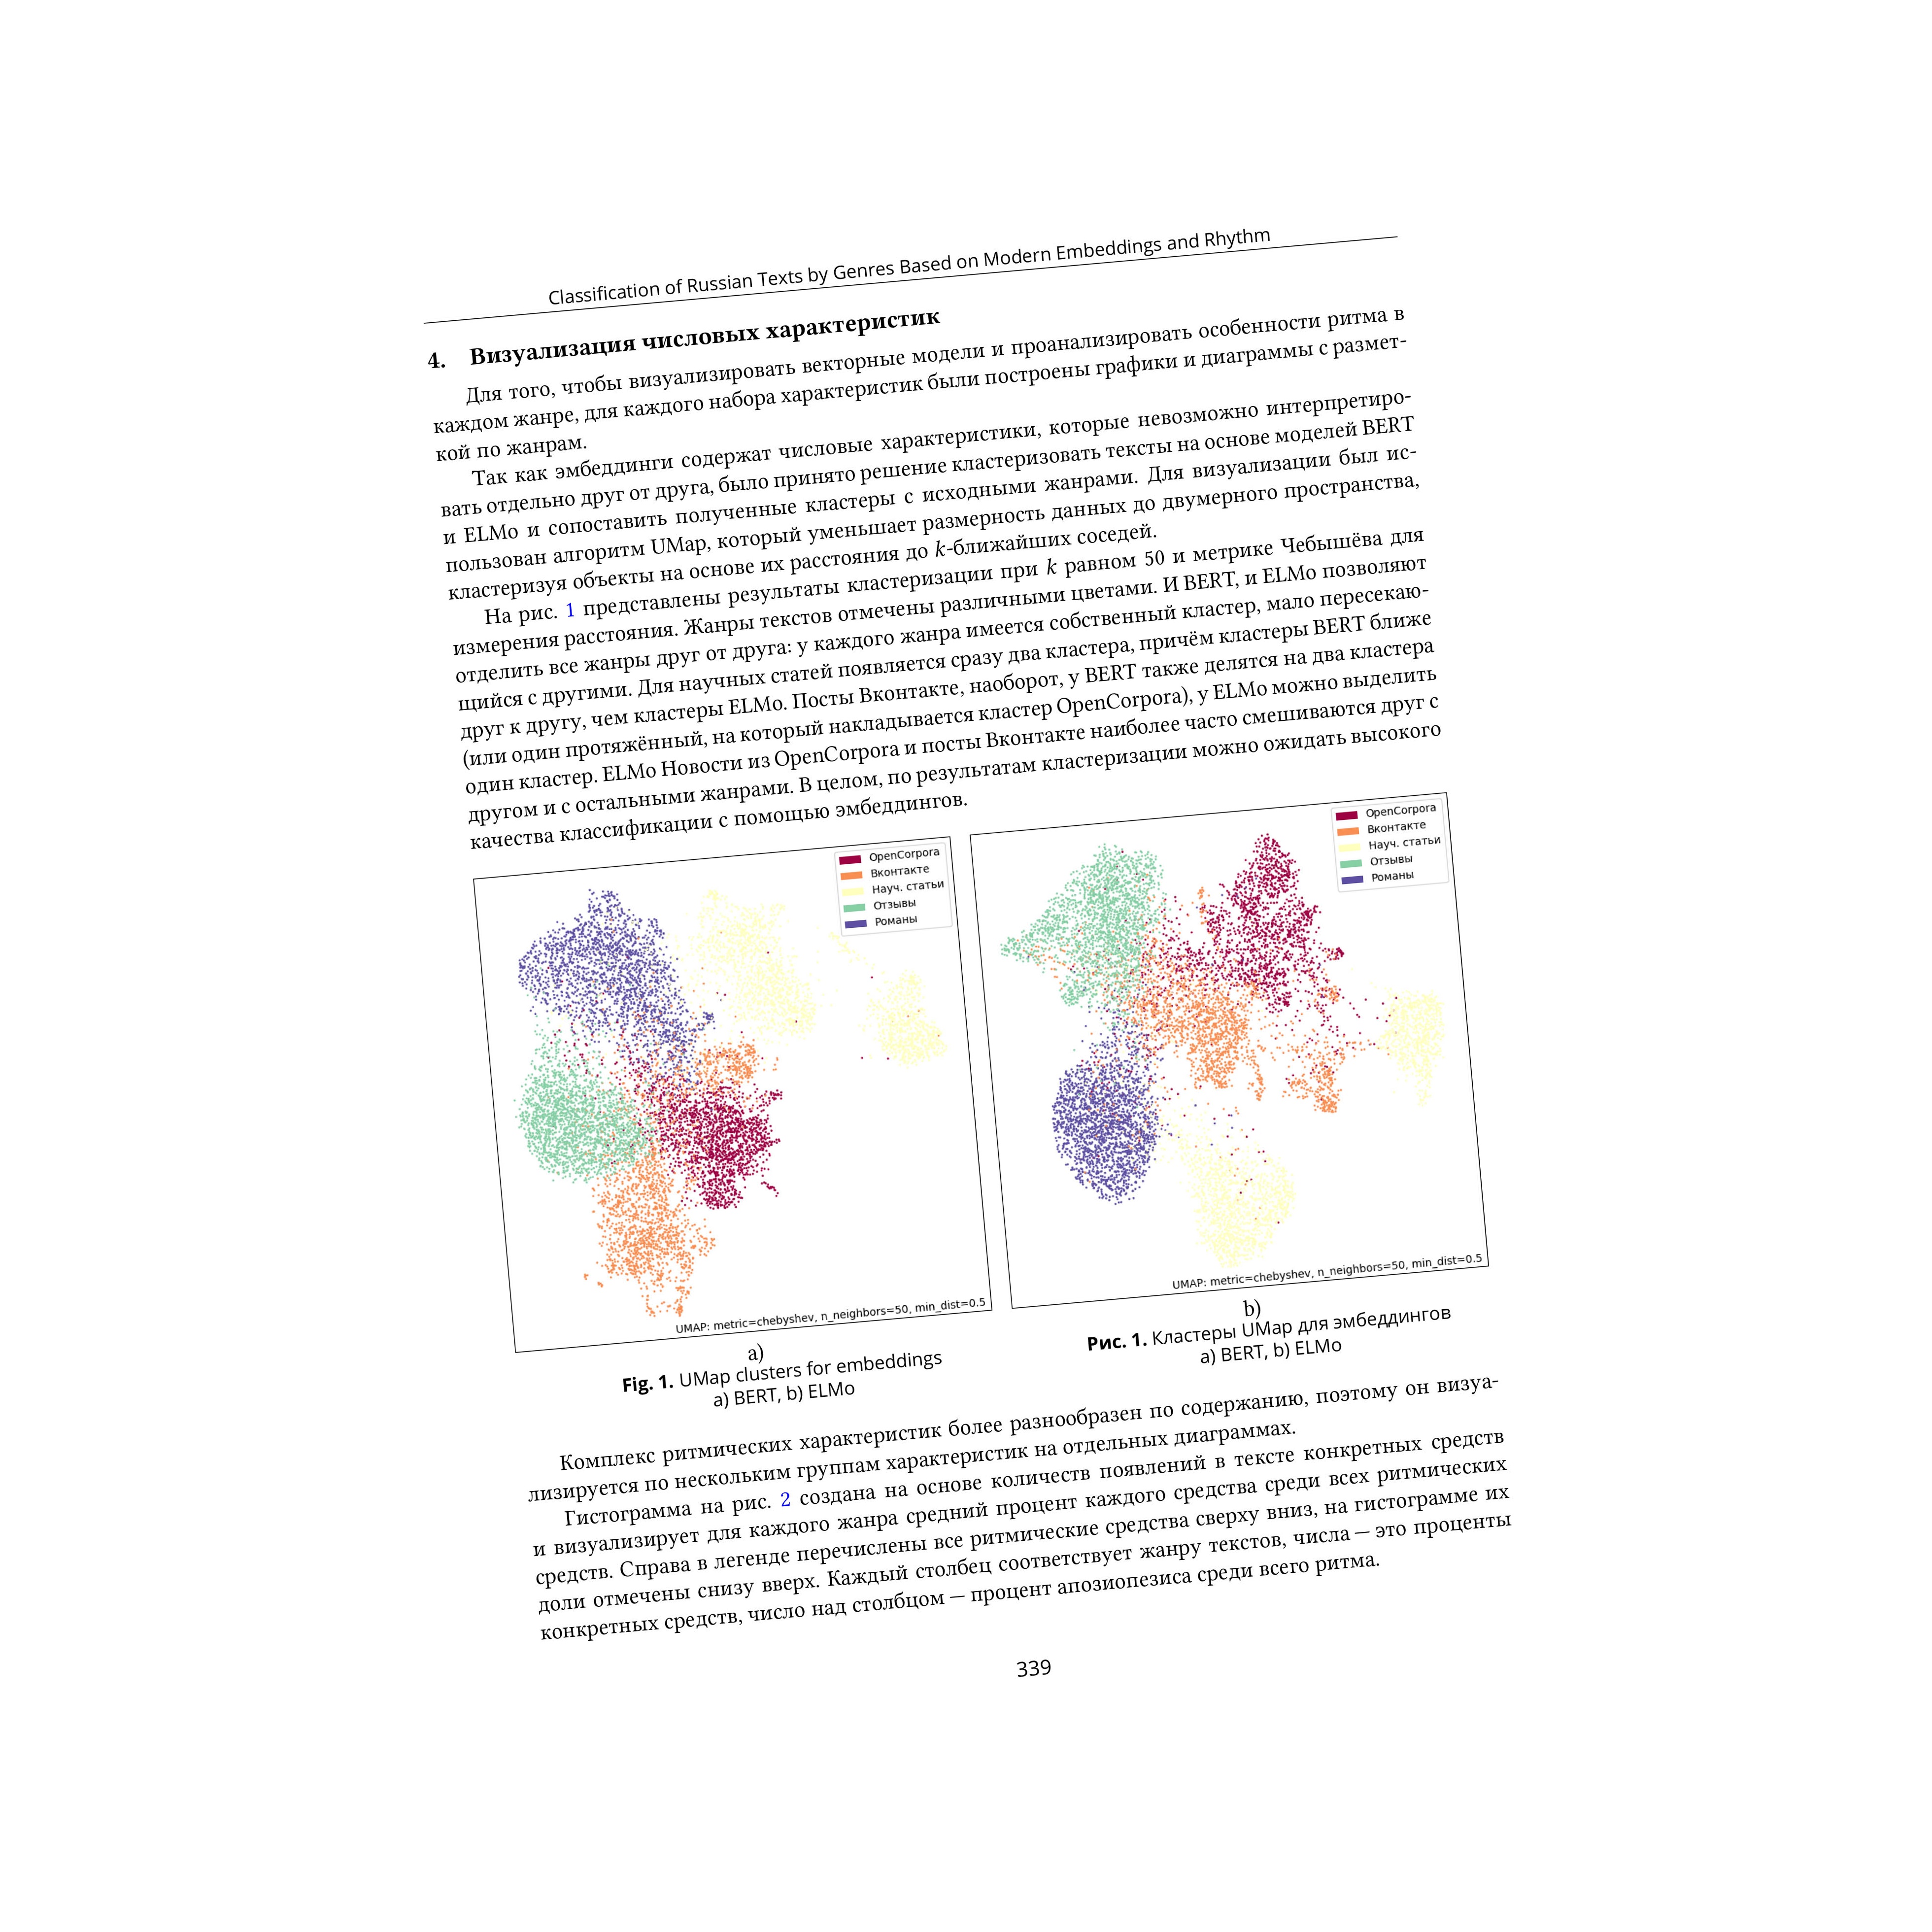 Classification of Russian Texts by Genres Based on Modern Embeddings and Rhythm
4. Визуализация числовых характеристик
Для того, чтобы визуализировать векторные модели и проанализировать особенности ритма в
каждом жанре, для каждого набора характеристик были построены графики и диаграммы с размет-
кой по жанрам.
Так как эмбеддинги содержат числовые характеристики, которые невозможно интерпретиро-
вать отдельно друг от друга, было принято решение кластеризовать тексты на основе моделей BERT
и ELMo и сопоставить полученные кластеры с исходными жанрами. Для визуализации был ис-
пользован алгоритм UMap, который уменьшает размерность данных до двумерного пространства,
кластеризуя объекты на основе их расстояния до k-ближайших соседей.
На рис. 1 представлены результаты кластеризации при k равном 50 и метрике Чебышёва для
измерения расстояния. Жанры текстов отмечены различными цветами. И BERT, и ELMo позволяют
отделить все жанры друг от друга: у каждого жанра имеется собственный кластер, мало пересекаю-
щийся с другими. Для научных статей появляется сразу два кластера, причём кластеры BERT ближе
друг к другу, чем кластеры ELMo. Посты Вконтакте, наоборот, у BERT также делятся на два кластера
(или один протяжённый, на который накладывается кластер OpenCorpora), у ELMo можно выделить
один кластер. ELMo Новости из OpenCorpora и посты Вконтакте наиболее часто смешиваются друг с
другом и с остальными жанрами. В целом, по результатам кластеризации можно ожидать высокого
качества классификации с помощью эмбеддингов.
OpenCorpora
Вконтакте
Науч. статьи
Отзывы
Романы
UMAP: metric=chebyshev, n_neighbors=50, min_dist=0.5
a)
Fig. 1. UMap clusters for embeddings
a) BERT, b) ELMo
OpenCorpora
Вконтакте
Науч. статьи
Отзывы
Романы
UMAP: metric=chebyshev, n_neighbors=50, min_dist=0.5
b)
Рис. 1. Кластеры UMap для эмбеддингов
a) BERT, b) ELMo
Комплекс ритмических характеристик более разнообразен по содержанию, поэтому он визуа-
лизируется по нескольким группам характеристик на отдельных диаграммах.
Гистограмма на рис. 2 создана на основе количеств появлений в тексте конкретных средств
и визуализирует для каждого жанра средний процент каждого средства среди всех ритмических
средств. Справа в легенде перечислены все ритмические средства сверху вниз, на гистограмме их
доли отмечены снизу вверх. Каждый столбец соответствует жанру текстов, числа — это проценты
конкретных средств, число над столбцом — процент апозиопезиса среди всего ритма.
339